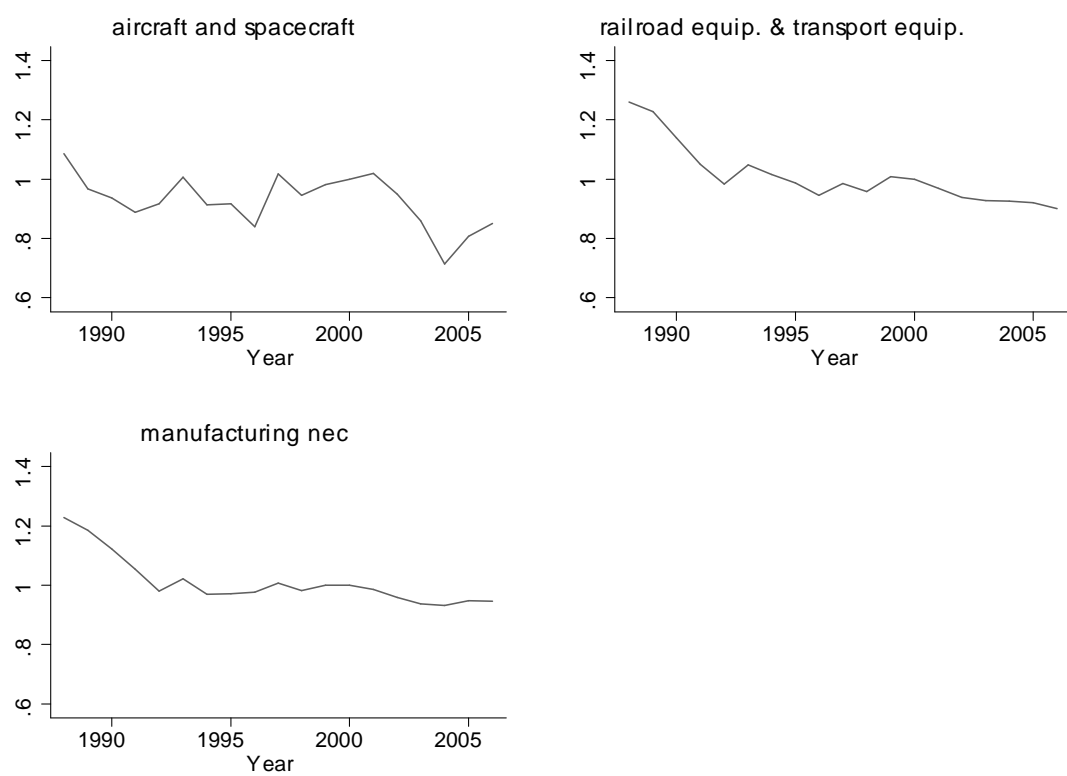 aircraft and spacecraft
1.4
1.2
1
.8
.6
1990 1995 2000 2005
Year
railroad equip. & transport equip.
1.4
1.2
1
.8
.6
1990 1995 2000 2005
Year
manufacturing nec
1.4
1.2
1
.8
.6
1990 1995 2000 2005
Year